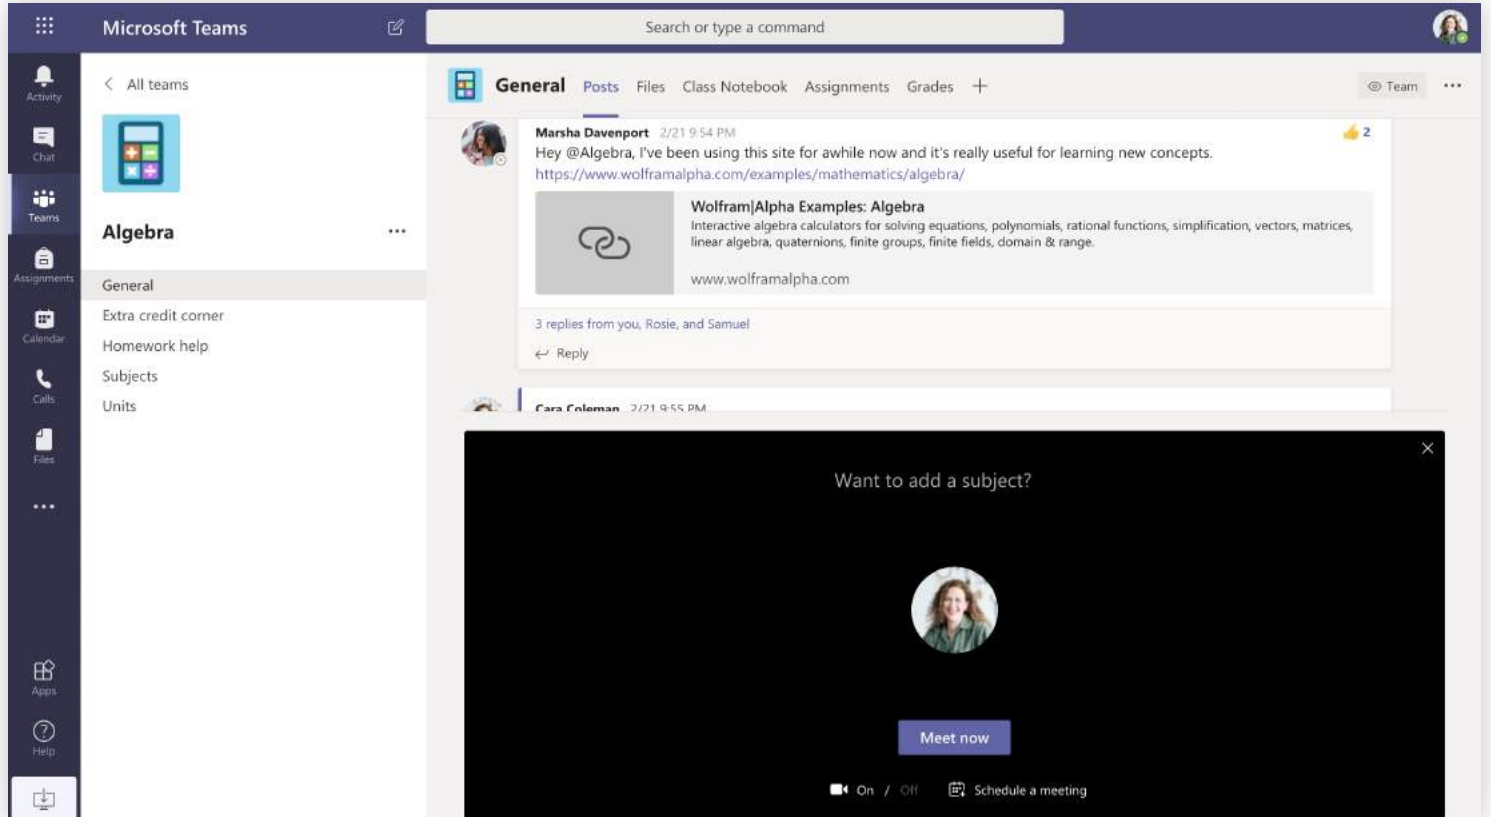 Microsoft Teams
Search or type a command
Activity
Chat
Teams
Assignments
Calendar
Calls
Files
Apps
Help
All teams
Algebra
General
Extra credit corner
Homework help
Subjects
Units
General Posts Files Class Notebook Assignments Grades
Team
Marsha Davenport 2/21 9:54 PM
2
Hey @Algebra, I've been using this site for awhile now and it's really useful for learning new concepts.
https://www.wolframalpha.com/examples/mathematics/algebra/
Wolfram|Alpha Examples: Algebra
Interactive algebra calculators for solving equations, polynomials, rational functions, simplification, vectors, matrices,
linear algebra, quaternions, finite groups, finite fields, domain & range.
www.wolframalpha.com
3 replies from you, Rosie, and Samuel
Reply
Cara Coleman 2/21 9:55 PM
Want to add a subject?
Meet now
On / Off Schedule a meeting